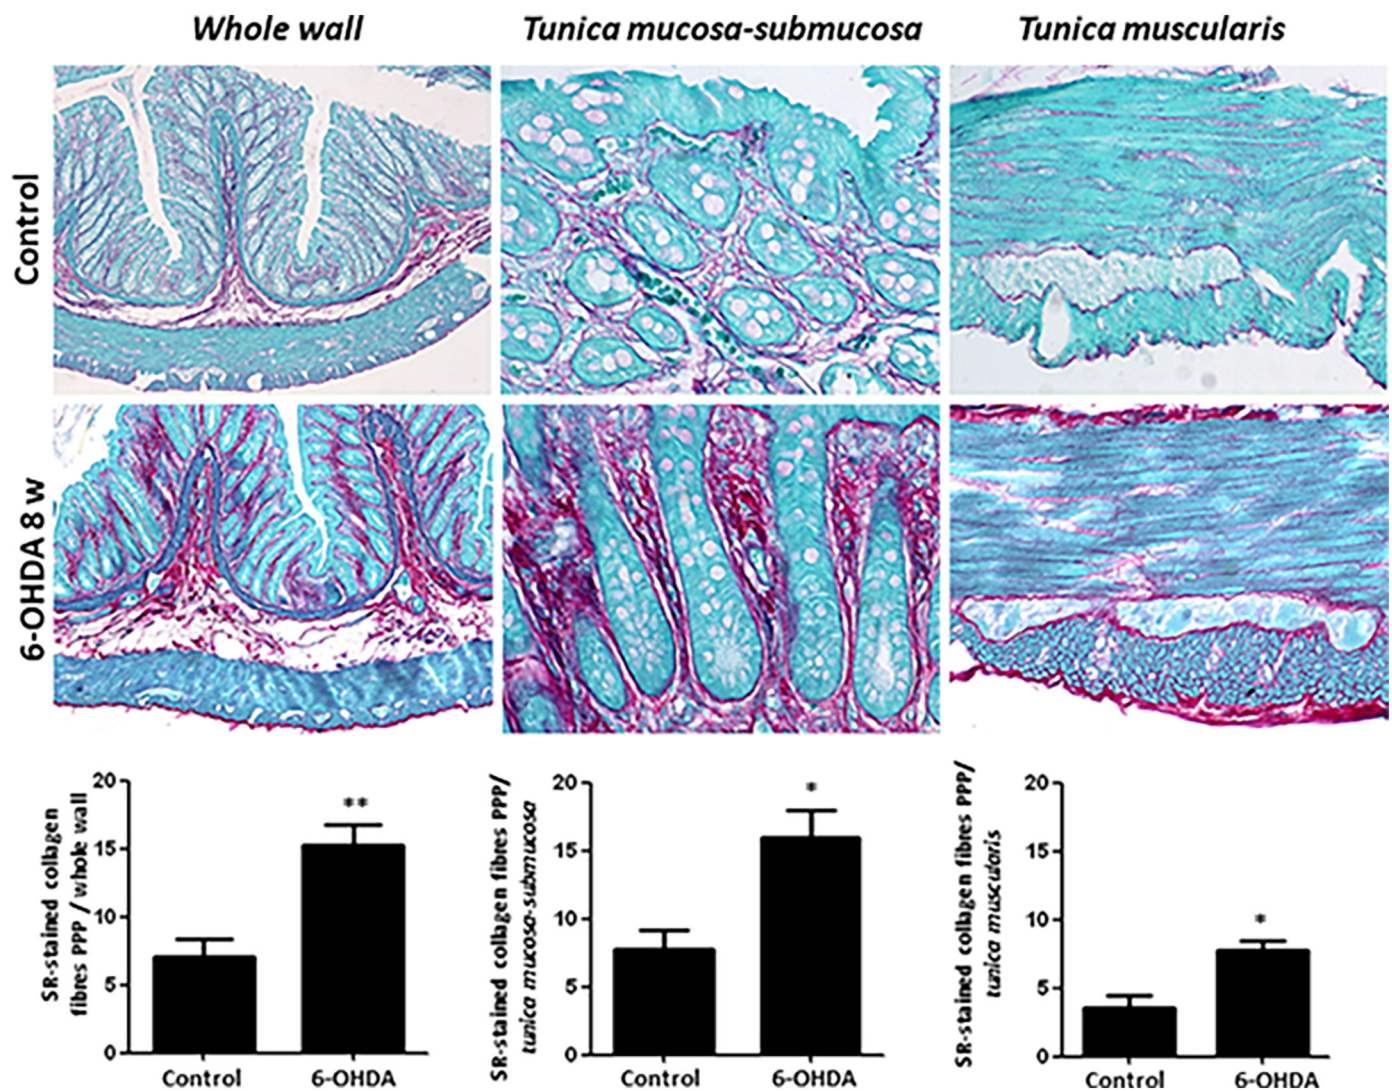 Whole wall
Tunica mucosa-submucosa
Tunica muscularis
Control
6-OHDA 8 w
SR-stained collagen
fibres PPP / whole wall
20
15
10
5
0
**
Control
6-OHDA
SR-stained collagen fibres PPP/
tunica mucosa-submucosa
20
15
10
5
0
*
Control
6-OHDA
SR-stained collagen fibres PPP/
tunica muscularis
20
15
10
5
0
*
Control
6-OHDA